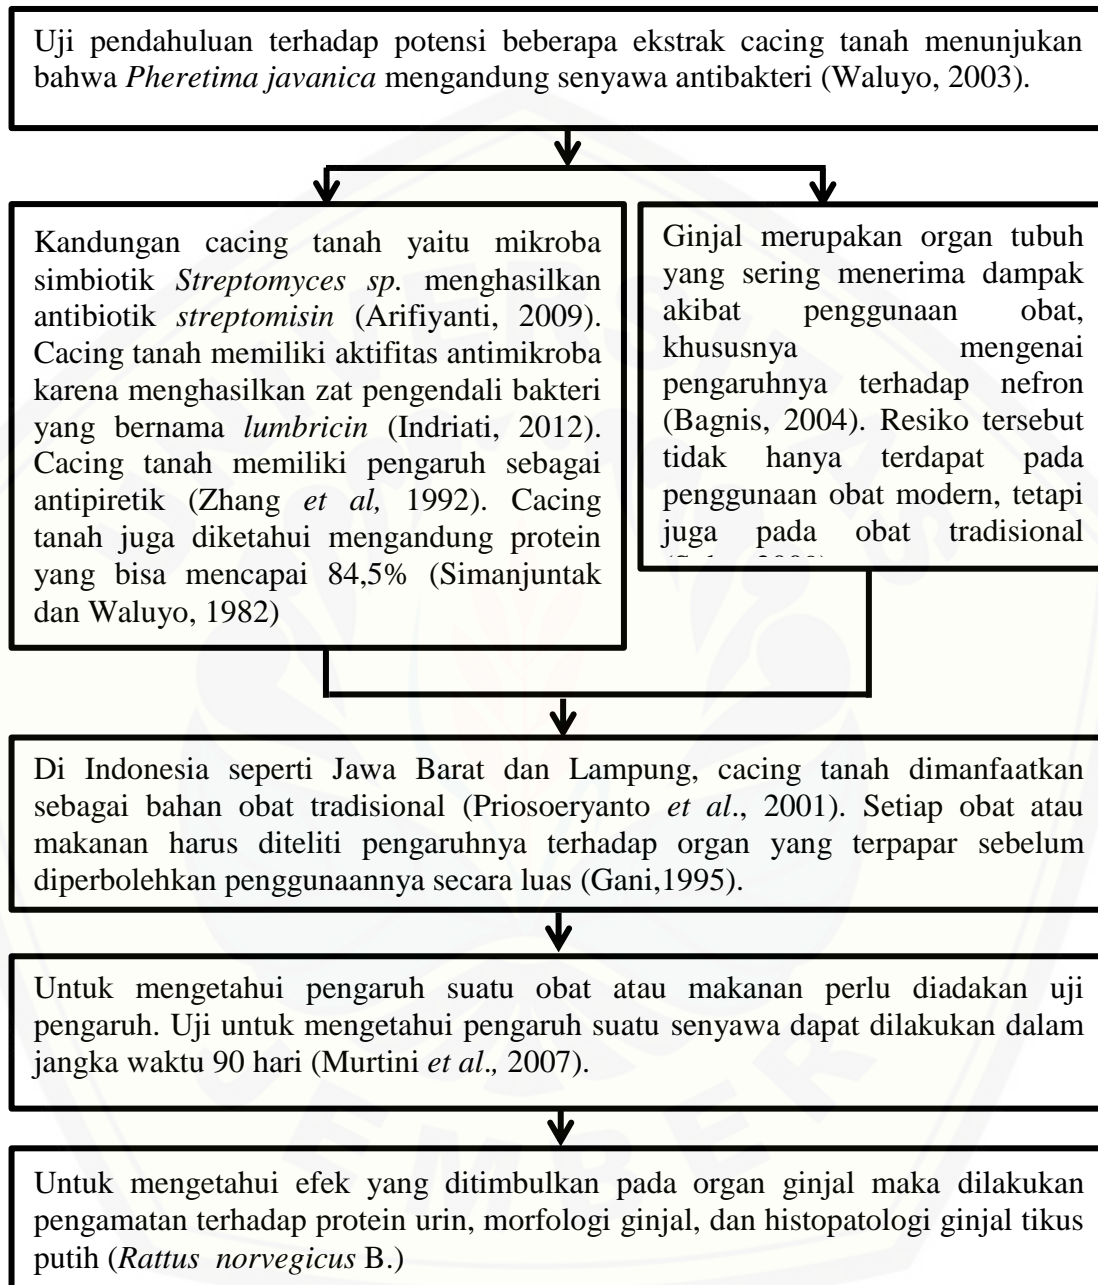 Uji pendahuluan terhadap potensi beberapa ekstrak cacing tanah menunjukan
bahwa Pheretima javanica mengandung senyawa antibakteri (Waluyo, 2003).
Kandungan cacing tanah yaitu mikroba
simbiotik Streptomyces sp. menghasilkan
antibiotik streptomisin (Arifiyanti, 2009).
Cacing tanah memiliki aktifitas antimikroba
karena menghasilkan zat pengendali bakteri
yang bernama lumbricin (Indriati, 2012).
Cacing tanah memiliki pengaruh sebagai
antipiretik (Zhang et al, 1992). Cacing
tanah juga diketahui mengandung protein
yang bisa mencapai 84,5% (Simanjuntak
dan Waluyo, 1982)
Ginjal merupakan organ tubuh
yang sering menerima dampak
akibat penggunaan obat,
khususnya mengenai
pengaruhnya terhadap nefron
(Bagnis, 2004). Resiko tersebut
tidak hanya terdapat pada
penggunaan obat modern, tetapi
juga pada obat tradisional
Di Indonesia seperti Jawa Barat dan Lampung, cacing tanah dimanfaatkan
sebagai bahan obat tradisional (Priosoeryanto et al., 2001). Setiap obat atau
makanan harus diteliti pengaruhnya terhadap organ yang terpapar sebelum
diperbolehkan penggunaannya secara luas (Gani,1995).
Untuk mengetahui pengaruh suatu obat atau makanan perlu diadakan uji
pengaruh. Uji untuk mengetahui pengaruh suatu senyawa dapat dilakukan dalam
jangka waktu 90 hari (Murtini et al., 2007).
Untuk mengetahui efek yang ditimbulkan pada organ ginjal maka dilakukan
pengamatan terhadap protein urin, morfologi ginjal, dan histopatologi ginjal tikus
putih (Rattus norvegicus B.)